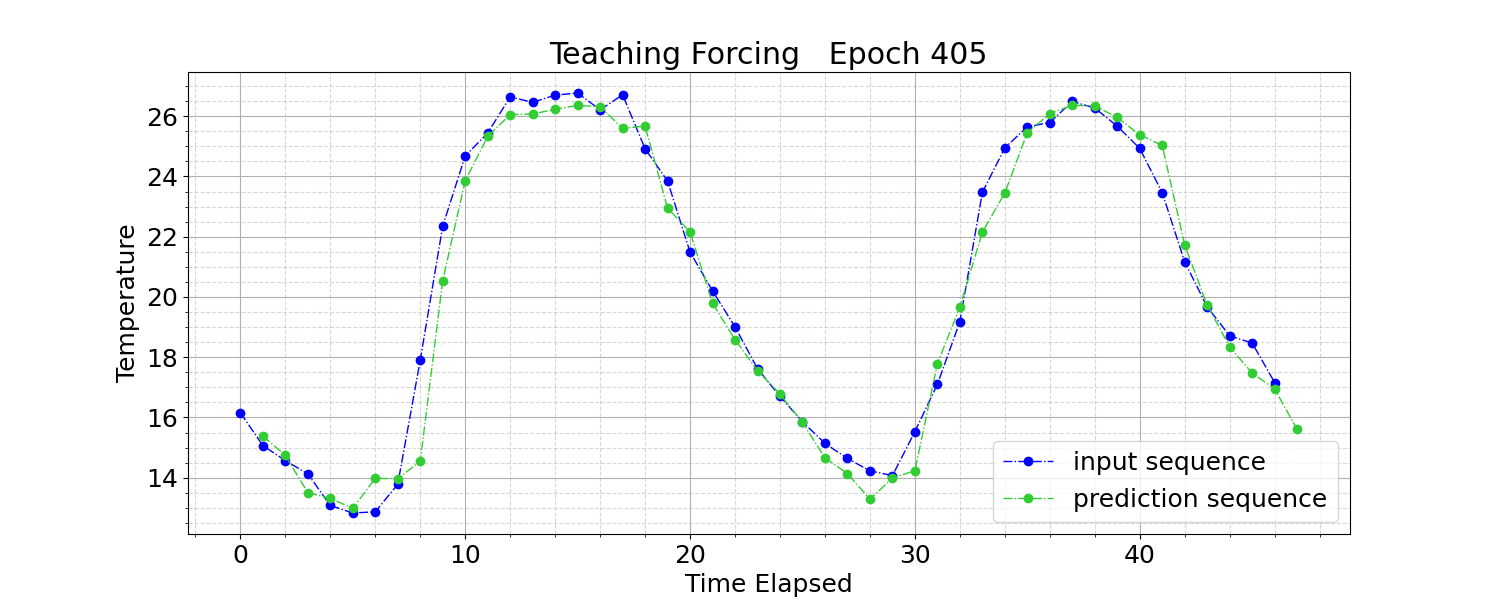 Teaching Forcing   Epoch 405
Temperature
26
24
22
20
18
16
14
input sequence
prediction sequence
0 10 20 30 40
Time Elapsed